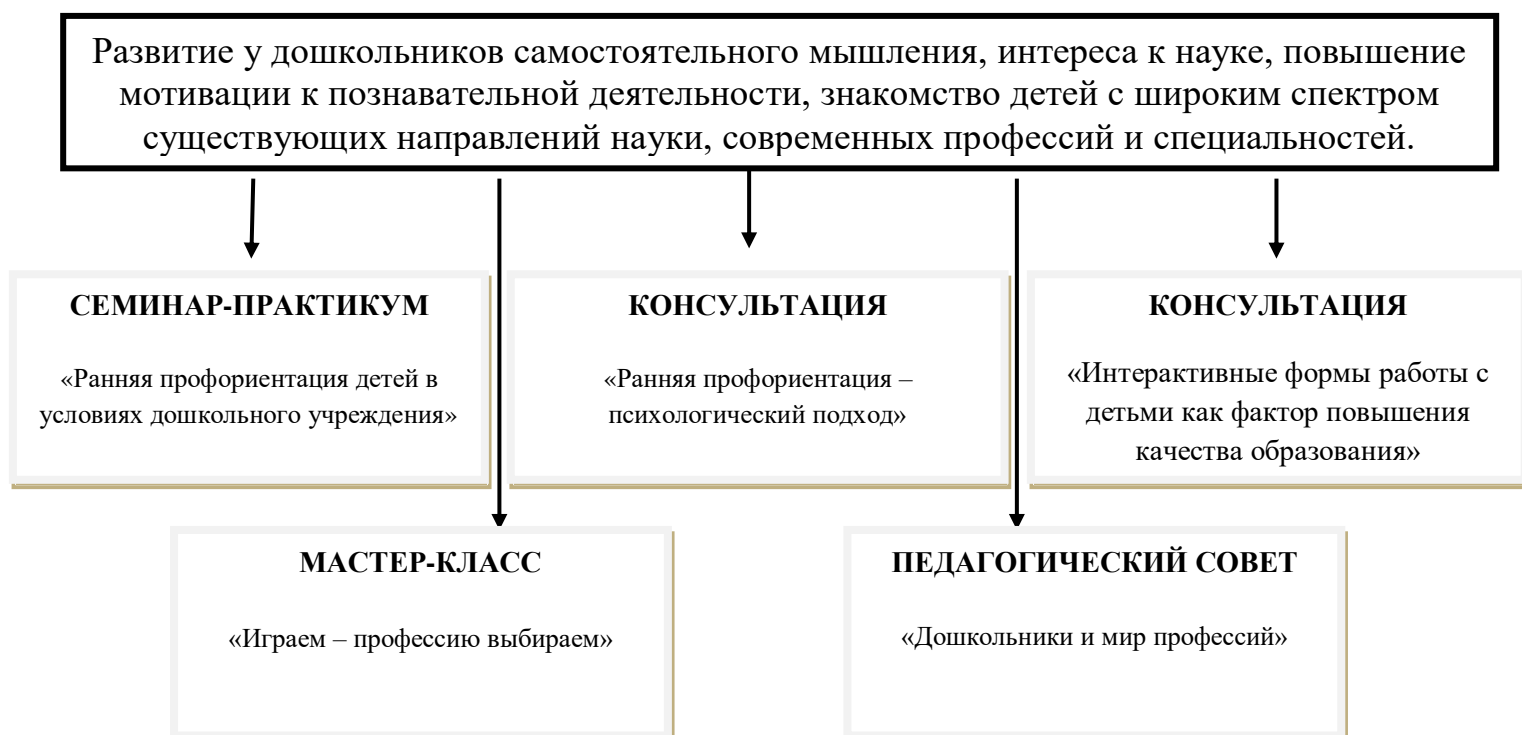 Развитие у дошкольников самостоятельного мышления, интереса к науке, повышение
мотивации к познавательной деятельности, знакомство детей с широким спектром
существующих направлений науки, современных профессий и специальностей.
СЕМИНАР-ПРАКТИКУМ
«Ранняя профориентация детей в
условиях дошкольного учреждения»
КОНСУЛЬТАЦИЯ
«Ранняя профориентация –
психологический подход»
КОНСУЛЬТАЦИЯ
«Интерактивные формы работы с
детьми как фактор повышения
качества образования»
МАСТЕР-КЛАСС
«Играем – профессию выбираем»
ПЕДАГОГИЧЕСКИЙ СОВЕТ
«Дошкольники и мир профессий»